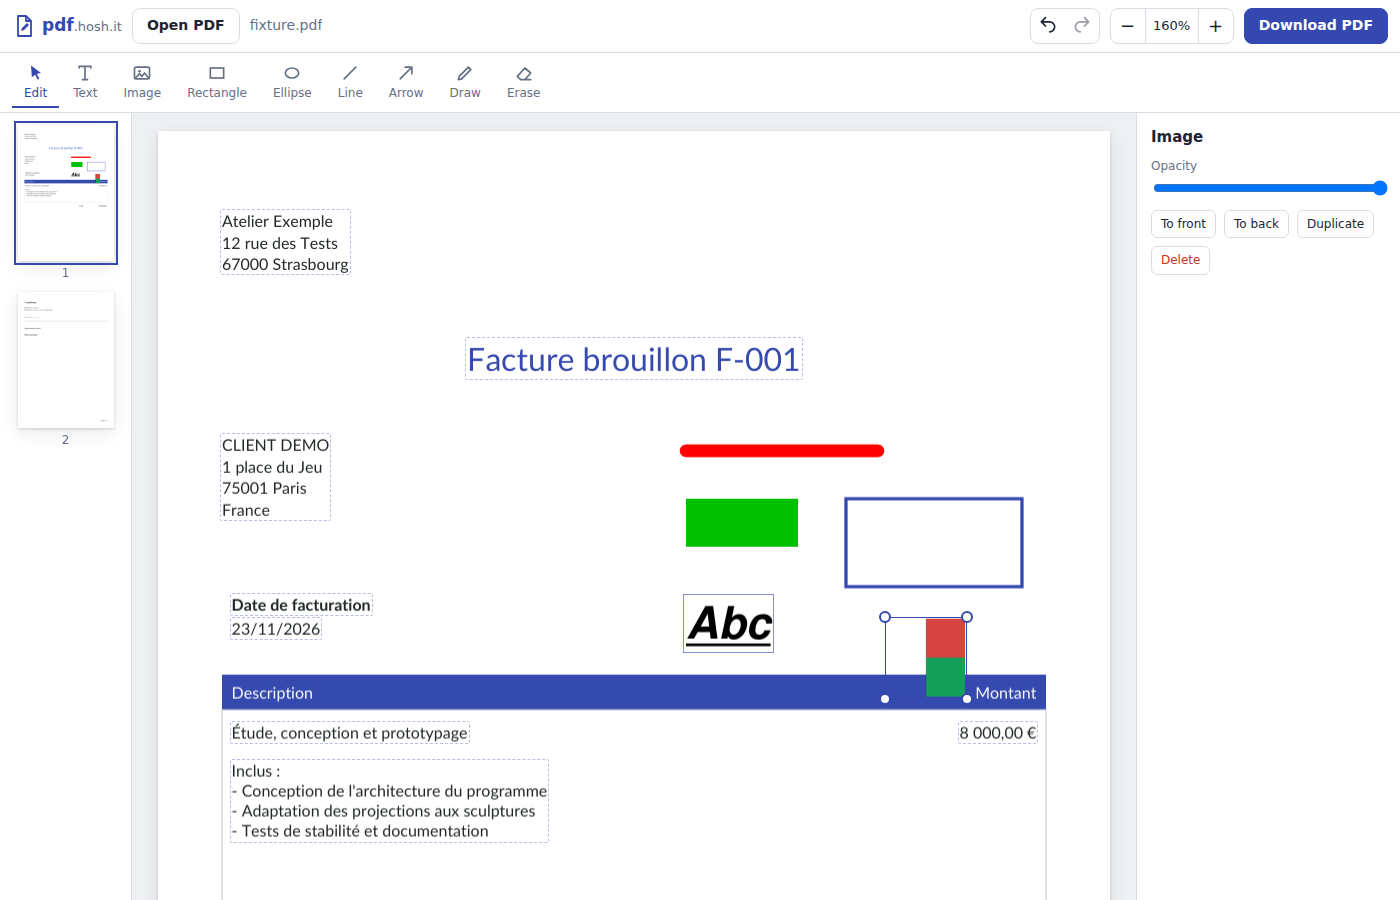 pdf.hosh.it
Open PDF
fixture.pdf
160%
Download PDF
Edit
Text
Image
Rectangle
Ellipse
Line
Arrow
Draw
Erase
1
2
Atelier Exemple
12 rue des Tests
67000 Strasbourg
Facture brouillon F-001
CLIENT DEMO
1 place du Jeu
75001 Paris
France
Date de facturation
23/11/2026
Abc
Description
Montant
Étude, conception et prototypage
8 000,00 €
Inclus :
- Conception de l'architecture du programme
- Adaptation des projections aux sculptures
- Tests de stabilité et documentation
Image
Opacity
To front
To back
Duplicate
Delete